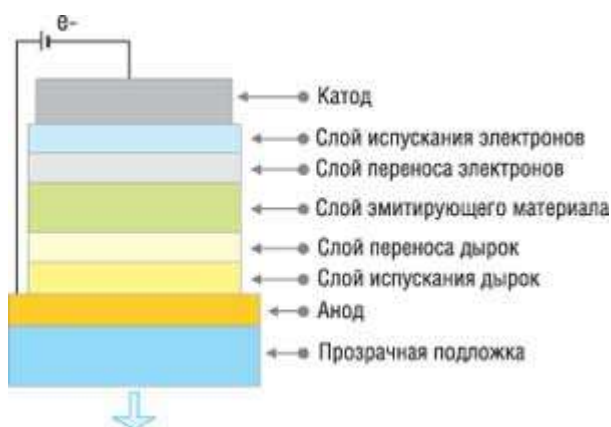 e-
Катод
Слой испускания электронов
Слой переноса электронов
Слой эмитирующего материала
Слой переноса дырок
Слой испускания дырок
Анод
Прозрачная подложка